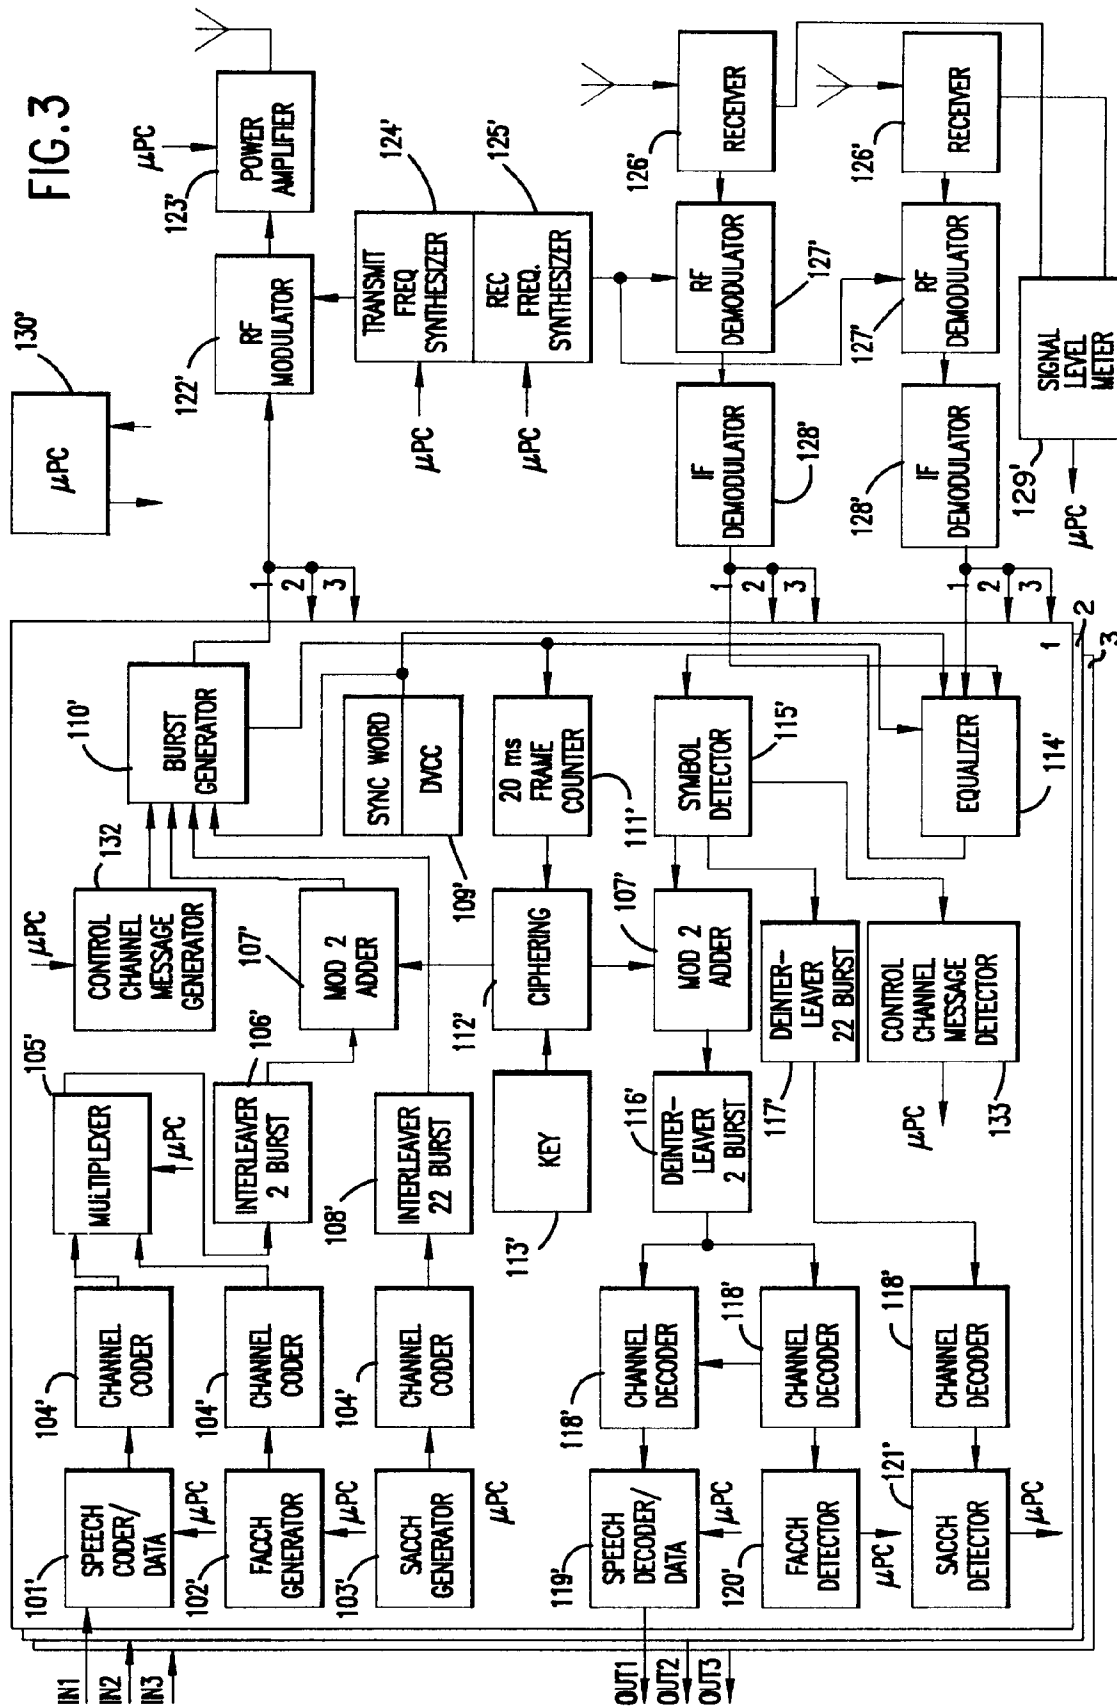 FIG.3
130'
μPC
μPC
123'
POWER
AMPLIFIER
122'
RF
MODULATOR
124'
TRANSMIT
FREQ
SYNTHESIZER
125'
REC
FREQ.
SYNTHESIZER
μPC
μPC
126'
RECEIVER
126'
RECEIVER
RF
DEMODULATOR
127'
127'
RF
DEMODULATOR
IF
DEMODULATOR
128'
128'
IF
DEMODULATOR
SIGNAL
LEVEL
METER
129'
μPC
1
2
3
1
2
3
1
2
3
1
2
3
110'
BURST
GENERATOR
SYNC WORD
DVCC
109'
20 ms
FRAME
COUNTER
111'
SYMBOL
DETECTOR
115'
EQUALIZER
114'
μPC
132
CONTROL
CHANNEL
MESSAGE
GENERATOR
107'
MOD 2
ADDER
CIPHERING
112'
107'
MOD 2
ADDER
DEINTER-
LEAVER
22 BURST
117'
CONTROL
CHANNEL
MESSAGE
DETECTOR
133
μPC
105'
MULTIPLEXER
μPC
106'
INTERLEAVER
2 BURST
108'
INTERLEAVER
22 BURST
KEY
113'
116'
DEINTER-
LEAVER
2 BURST
104'
CHANNEL
CODER
104'
CHANNEL
CODER
104'
CHANNEL
CODER
118'
CHANNEL
DECODER
118'
CHANNEL
DECODER
118'
CHANNEL
DECODER
101'
SPEECH
CODER/
DATA
μPC
102'
FACCH
GENERATOR
μPC
103'
SACCH
GENERATOR
μPC
119'
SPEECH
DECODER/
DATA
μPC
120'
FACCH
DETECTOR
μPC
121'
SACCH
DETECTOR
μPC
IN1
IN2
IN3
OUT1
OUT2
OUT3